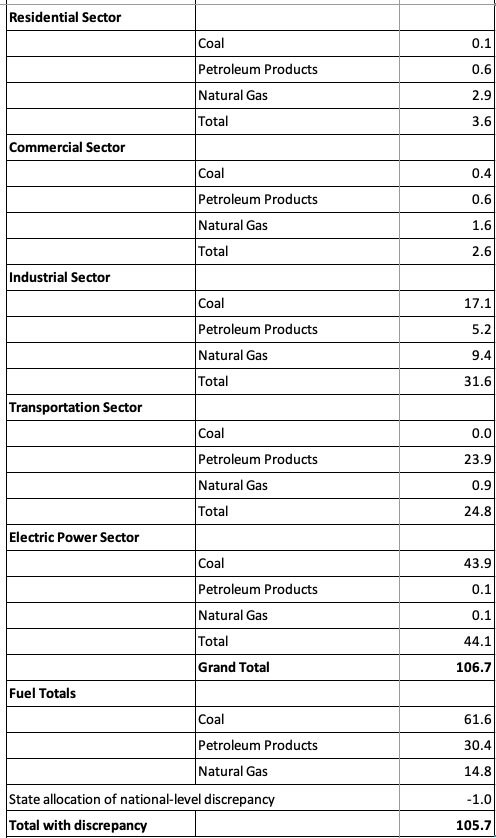 Residential Sector
Coal 0.1
Petroleum Products 0.6
Natural Gas 2.9
Total 3.6
Commercial Sector
Coal 0.4
Petroleum Products 0.6
Natural Gas 1.6
Total 2.6
Industrial Sector
Coal 17.1
Petroleum Products 5.2
Natural Gas 9.4
Total 31.6
Transportation Sector
Coal 0.0
Petroleum Products 23.9
Natural Gas 0.9
Total 24.8
Electric Power Sector
Coal 43.9
Petroleum Products 0.1
Natural Gas 0.1
Total 44.1
Grand Total 106.7
Fuel Totals
Coal 61.6
Petroleum Products 30.4
Natural Gas 14.8
State allocation of national-level discrepancy -1.0
Total with discrepancy 105.7